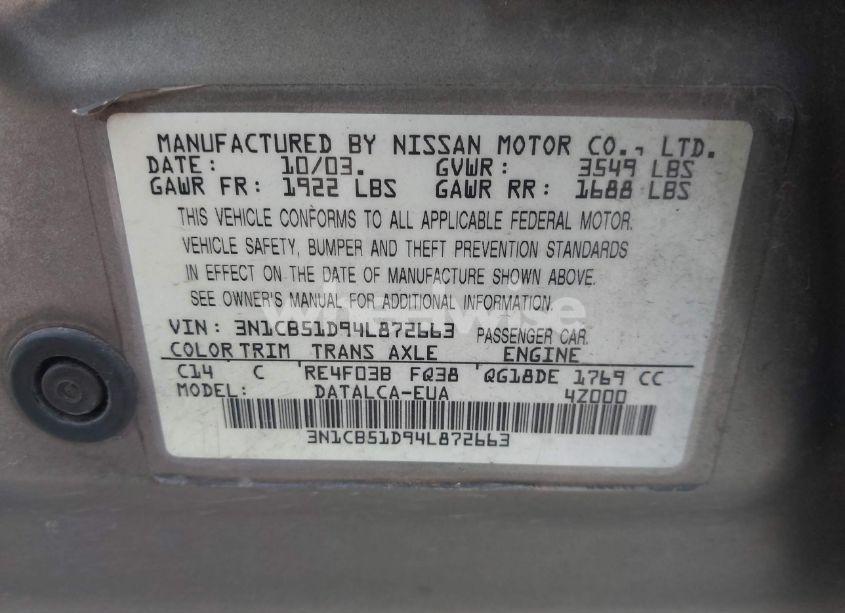 MANUFACTURED BY NISSAN MOTOR CO., LTD.
DATE: 10/03. GVWR: 3549 LBS
GAWR FR: 1922 LBS GAWR RR: 1688 LBS
THIS VEHICLE CONFORMS TO ALL APPLICABLE FEDERAL MOTOR
VEHICLE SAFETY, BUMPER AND THEFT PREVENTION STANDARDS
IN EFFECT ON THE DATE OF MANUFACTURE SHOWN ABOVE.
SEE OWNER'S MANUAL FOR ADDITIONAL INFORMATION.
wheelwise
VIN: 3N1CB51D94L872663 PASSENGER CAR.
COLOR TRIM TRANS AXLE ENGINE
C14 C RE4F03B FQ38 QG18DE 1769 CC
MODEL: DATALCA-EUA 4Z000
3N1CB51D94L872663